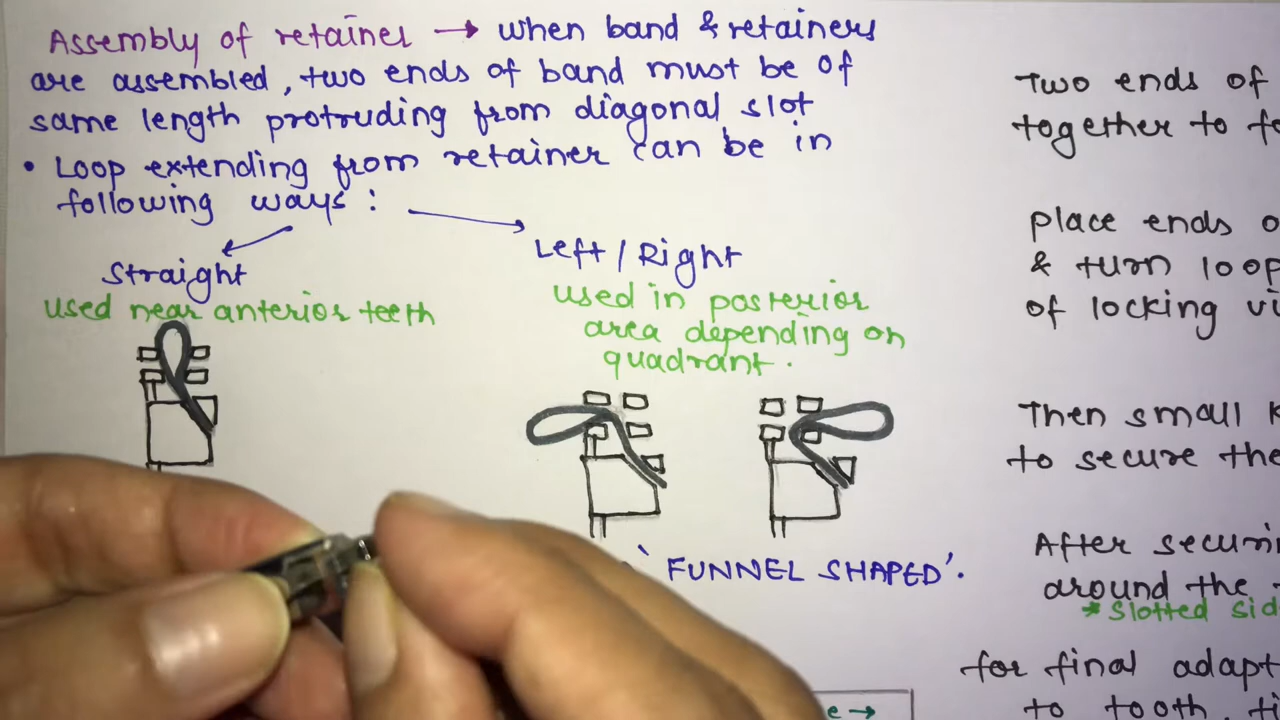 Assembly of retainer → when band & retainers
are assembled, two ends of band must be of
same length protruding from diagonal slot
• Loop extending from retainer can be in
following ways :
Straight
used near anterior teeth
Left / Right
used in posterior
area depending on
quadrant.
'FUNNEL SHAPED'.
Two ends of
together to
place ends
& turn loop
of locking
Then small
to secure the
After
around the
* Slotted
for final
to tooth,